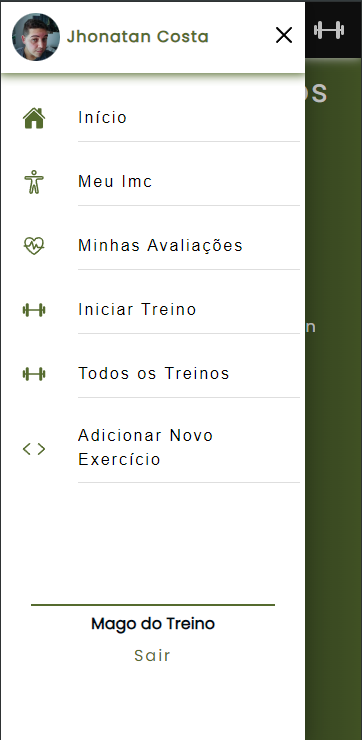 Jhonatan Costa
os
Início
Meu Imc
Minhas Avaliações
Iniciar Treino
n
Todos os Treinos
Adicionar Novo
Exercício
Mago do Treino
Sair